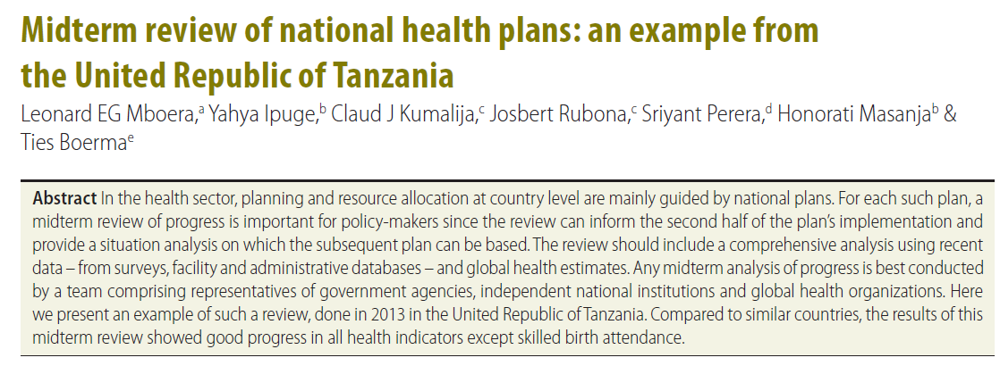 Midterm review of national health plans: an example from
the United Republic of Tanzania
Leonard EG Mboera,a Yahya Ipuge,b Claud J Kumalija,c Josbert Rubona,c Sriyant Perera,d Honorati Masanjab &
Ties Boermae
Abstract In the health sector, planning and resource allocation at country level are mainly guided by national plans. For each such plan, a
midterm review of progress is important for policy-makers since the review can inform the second half of the plan's implementation and
provide a situation analysis on which the subsequent plan can be based. The review should include a comprehensive analysis using recent
data – from surveys, facility and administrative databases – and global health estimates. Any midterm analysis of progress is best conducted
by a team comprising representatives of government agencies, independent national institutions and global health organizations. Here
we present an example of such a review, done in 2013 in the United Republic of Tanzania. Compared to similar countries, the results of this
midterm review showed good progress in all health indicators except skilled birth attendance.